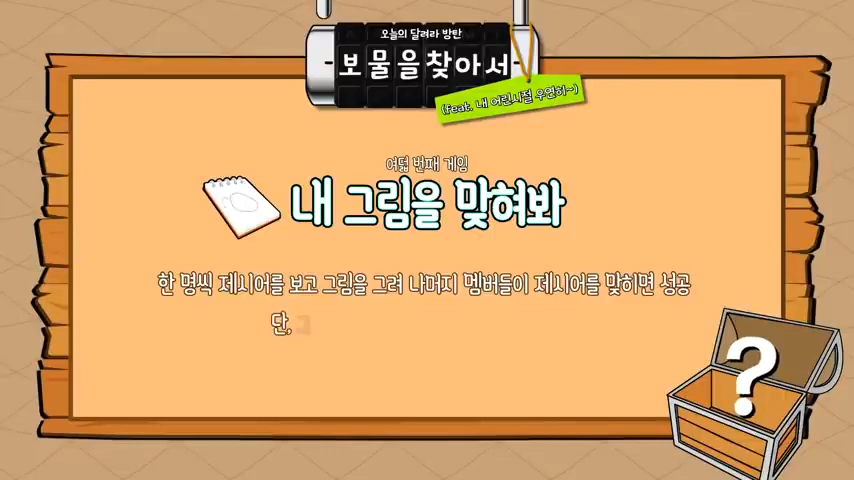 오늘의 달려라 방탄
보물을찾아서
(feat. 내 어린시절 우연히~)
여덟 번째 게임
내 그림을 맞혀봐
한 명씩 제시어를 보고 그림을 그려 나머지 멤버들이 제시어를 맞히면 성공
단, 그
?